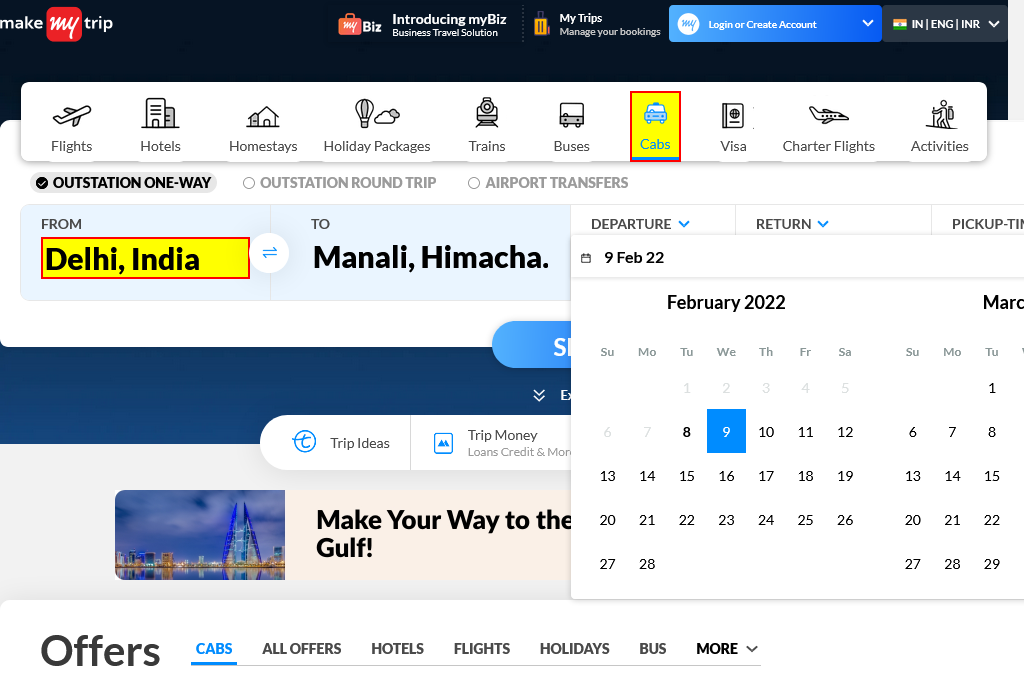 make my trip
my Biz
Introducing myBiz
Business Travel Solution
My Trips
Manage your bookings
my
Login or Create Account
IN | ENG | INR
Flights
Hotels
Homestays
Holiday Packages
Trains
Buses
Cabs
Visa
Charter Flights
Activities
OUTSTATION ONE-WAY
OUTSTATION ROUND TRIP
AIRPORT TRANSFERS
FROM
TO
DEPARTURE
RETURN
Delhi, India
Manali, Himacha.
9 Feb 22
February 2022
Su Mo Tu We Th Fr Sa
Su Mo Tu
1 2 3 4 5
1
6 7 8 9 10 11 12
6 7 8
13 14 15 16 17 18 19
13 14 15
20 21 22 23 24 25 26
20 21 22
27 28
27 28 29
Trip Ideas
Trip Money
Loans Credit &
Make Your Way to the
Gulf!
Offers
CABS
ALL OFFERS
HOTELS
FLIGHTS
HOLIDAYS
BUS
MORE